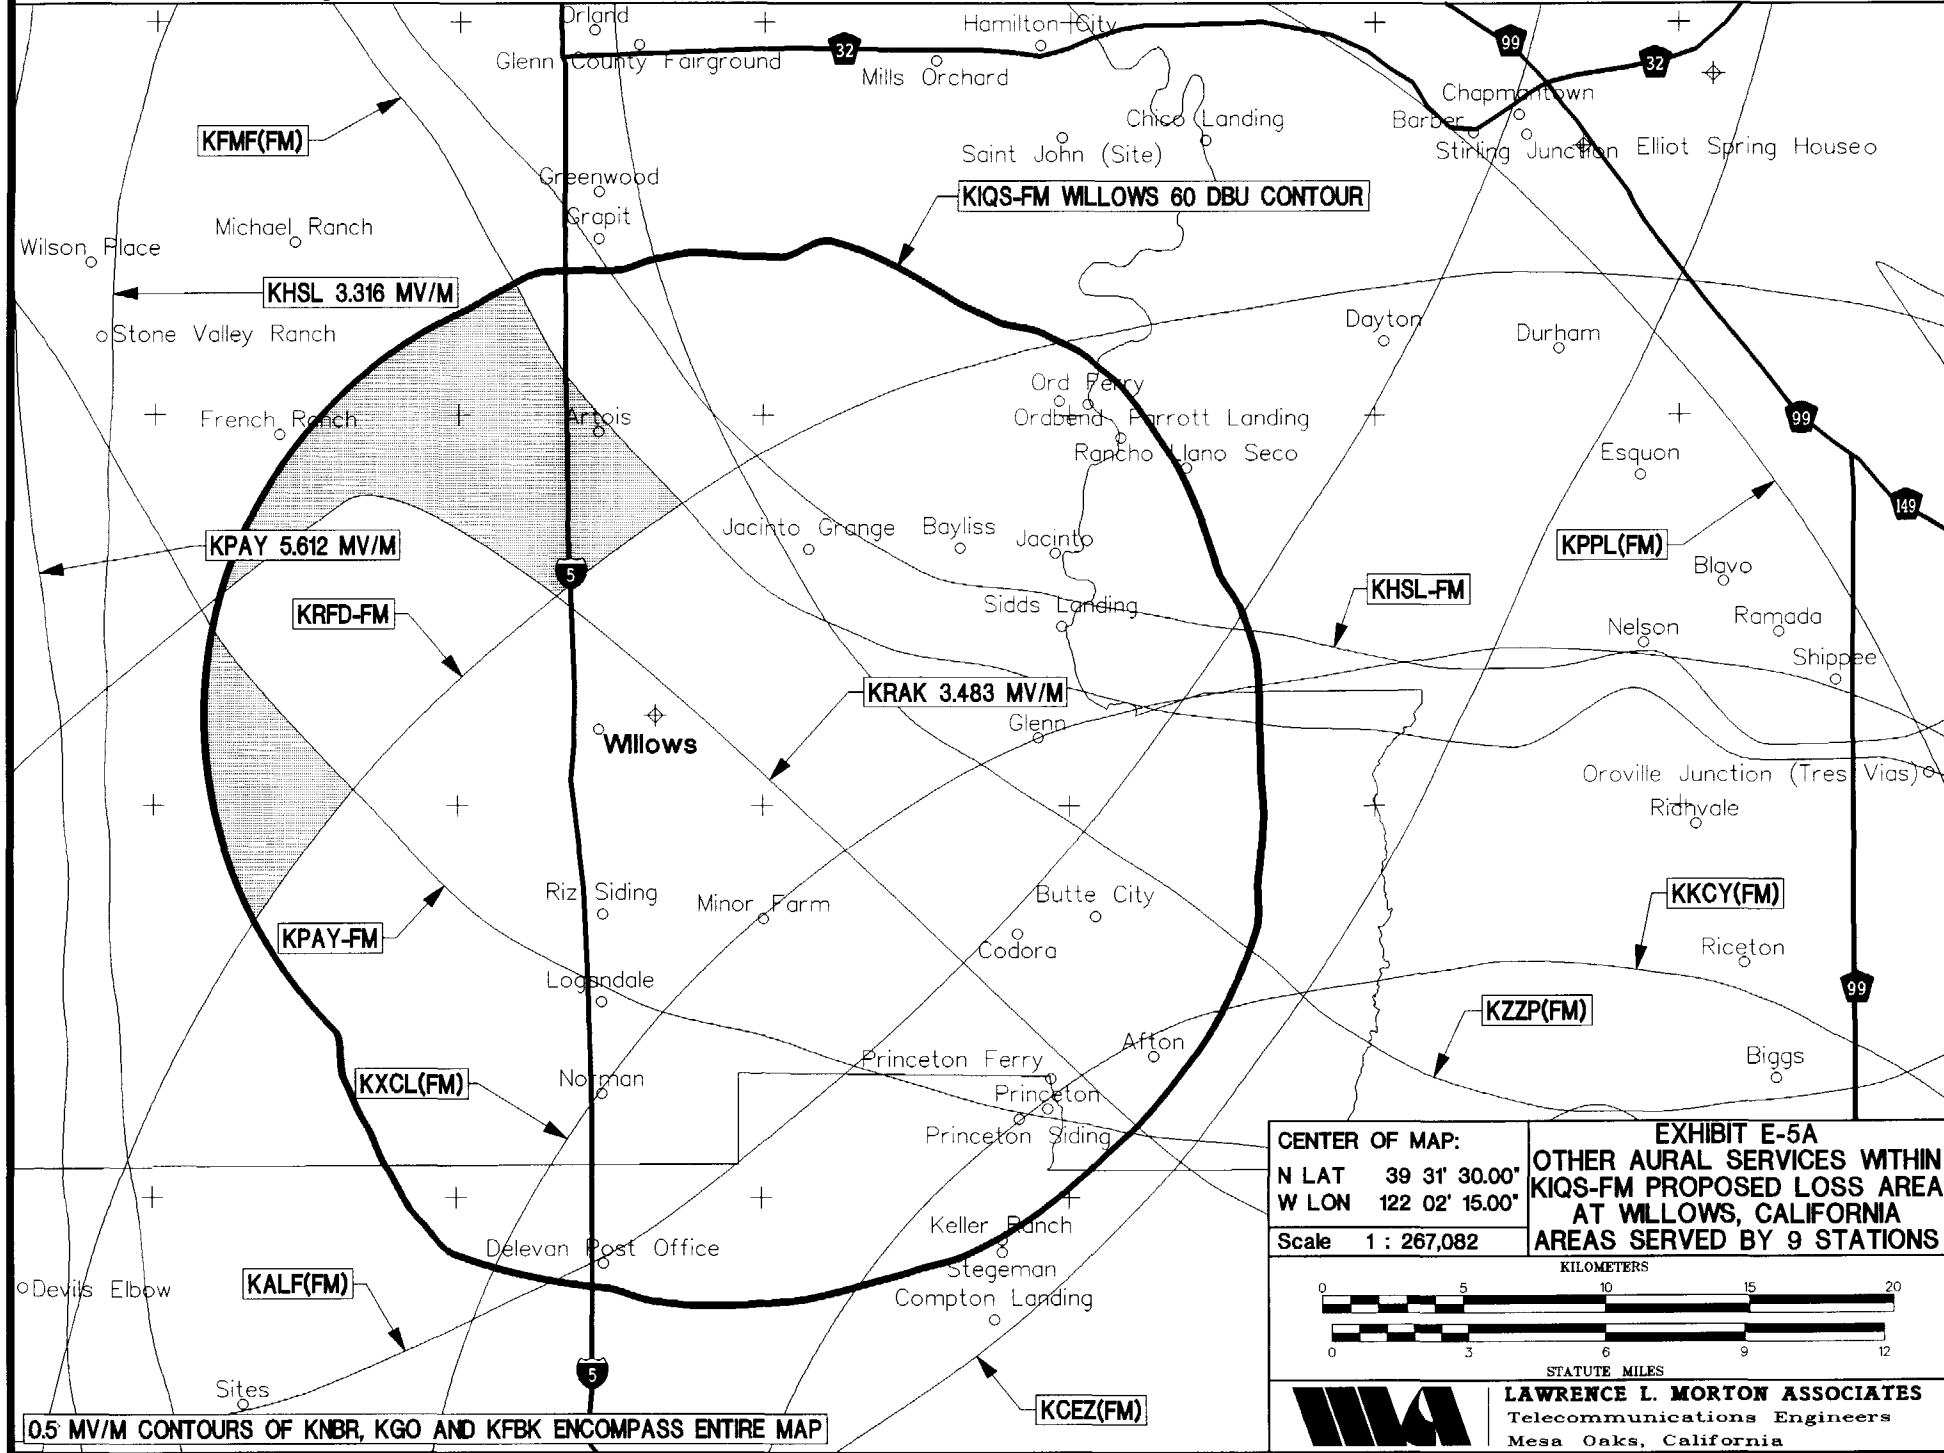 Orland
Hamilton City
Glenn County Fairground
32
Mills Orchard
99
32
Chapmantown
Barber
Stirling Junction
Elliot Spring House
KFMF(FM)
Chico Landing
Saint John (Site)
Greenwood
KIQS-FM WILLOWS 60 DBU CONTOUR
Grapit
Michael Ranch
Wilson Place
KHSL 3.316 MV/M
Stone Valley Ranch
Dayton
Durham
Ord Ferry
French Ranch
Artois
Ordbend
Parrott Landing
99
Rancho Llano Seco
Esquon
149
Jacinto Grange
Bayliss
Jacinto
KPAY 5.612 MV/M
KPPL(FM)
5
Blavo
KHSL-FM
KRFD-FM
Sidds Landing
Nelson
Ramada
Shippee
KRAK 3.483 MV/M
Glenn
Willows
Oroville Junction (Tres Vias)
Richvale
Riz Siding
Minor Farm
Butte City
KKCY(FM)
KPAY-FM
Codora
Riceton
Logandale
99
KZZP(FM)
Afton
Princeton Ferry
Biggs
KXCL(FM)
Norman
Princeton
Princeton Siding
Keller Ranch
Delevan Post Office
Stegeman
Devils Elbow
KALF(FM)
Compton Landing
5
Sites
KCEZ(FM)
0.5 MV/M CONTOURS OF KNBR, KGO AND KFBK ENCOMPASS ENTIRE MAP
CENTER OF MAP:
N LAT 39 31' 30.00"
W LON 122 02' 15.00"
Scale 1 : 267,082
EXHIBIT E-5A
OTHER AURAL SERVICES WITHIN
KIQS-FM PROPOSED LOSS AREA
AT WILLOWS, CALIFORNIA
AREAS SERVED BY 9 STATIONS
KILOMETERS
0 5 10 15 20
0 3 6 9 12
STATUTE MILES
LAWRENCE L. MORTON ASSOCIATES
Telecommunications Engineers
Mesa Oaks, California